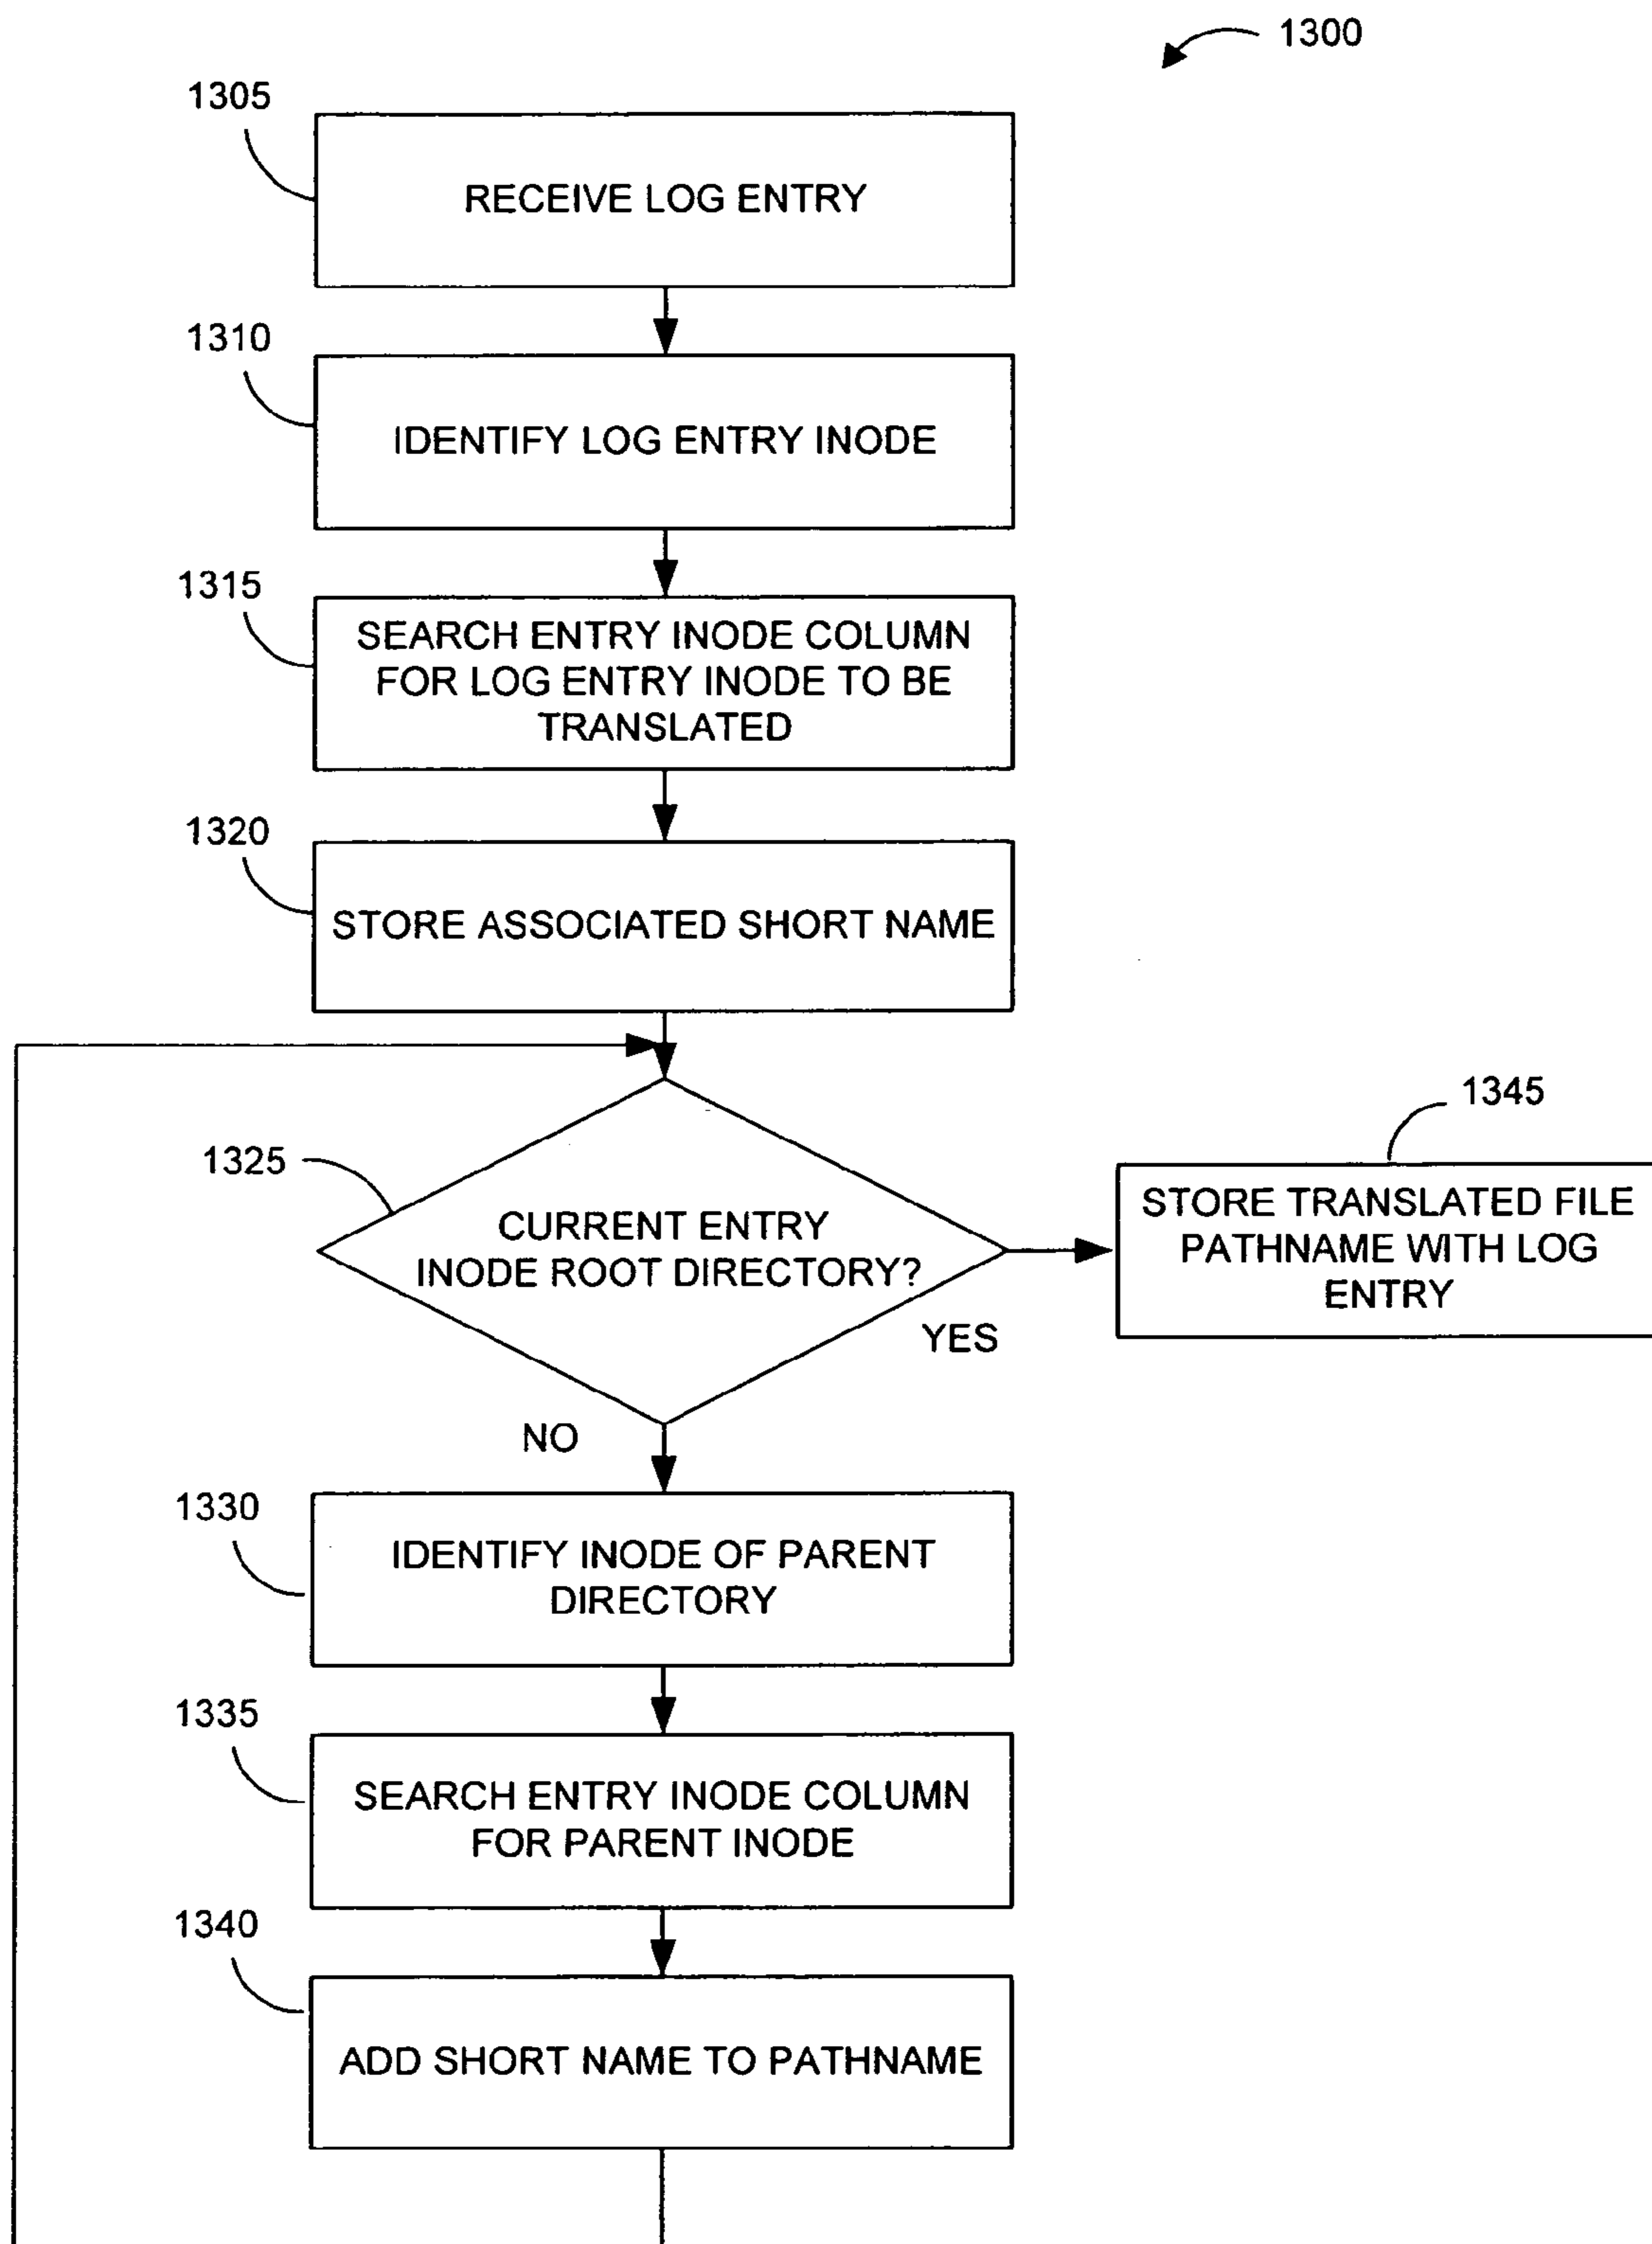 1300
1305
RECEIVE LOG ENTRY
1310
IDENTIFY LOG ENTRY INODE
1315
SEARCH ENTRY INODE COLUMN
FOR LOG ENTRY INODE TO BE
TRANSLATED
1320
STORE ASSOCIATED SHORT NAME
1325
CURRENT ENTRY
INODE ROOT DIRECTORY?
YES
1345
STORE TRANSLATED FILE
PATHNAME WITH LOG
ENTRY
NO
1330
IDENTIFY INODE OF PARENT
DIRECTORY
1335
SEARCH ENTRY INODE COLUMN
FOR PARENT INODE
1340
ADD SHORT NAME TO PATHNAME